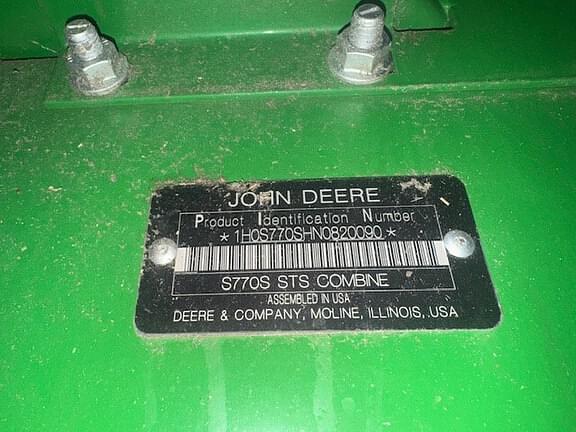 JOHN DEERE
Product Identification Number
*1H0S770SHN0820090*
S770S STS COMBINE
ASSEMBLED IN USA
DEERE & COMPANY, MOLINE, ILLINOIS, USA